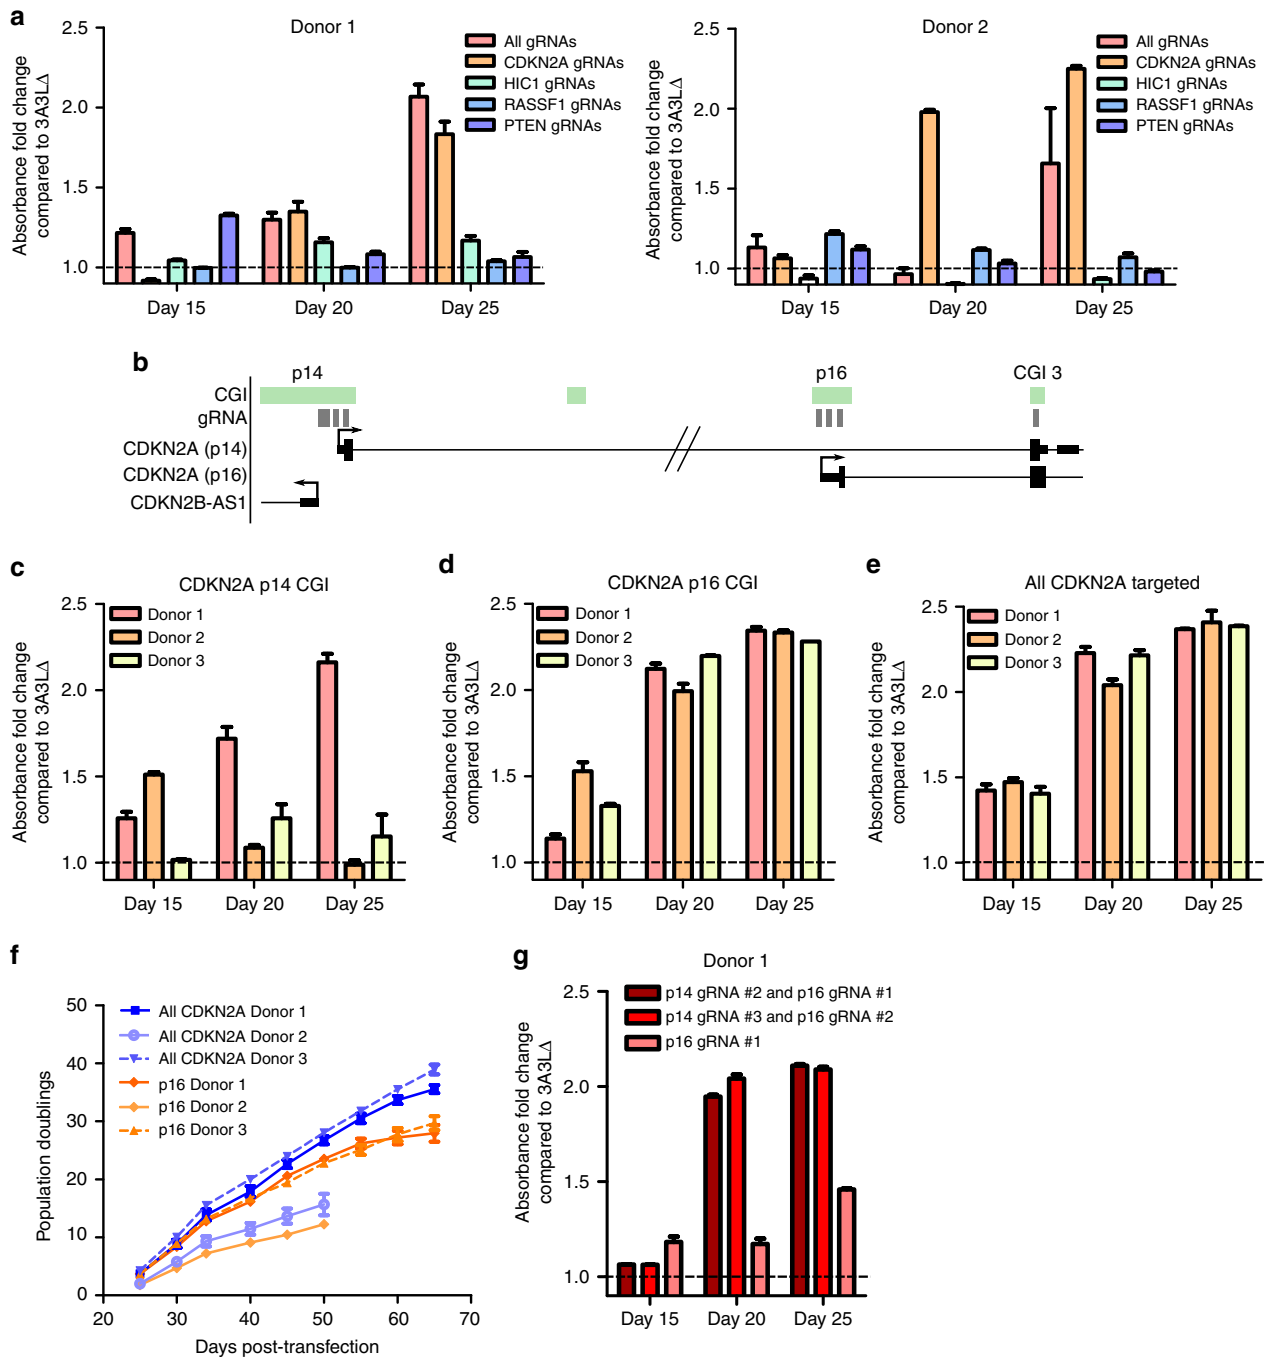 a
Donor 1
Absorbance fold change
compared to 3A3LΔ
2.5
2.0
1.5
1.0
All gRNAs
CDKN2A gRNAs
HIC1 gRNAs
RASSF1 gRNAs
PTEN gRNAs
Day 15
Day 20
Day 25
Donor 2
Absorbance fold change
compared to 3A3LΔ
2.5
2.0
1.5
1.0
All gRNAs
CDKN2A gRNAs
HIC1 gRNAs
RASSF1 gRNAs
PTEN gRNAs
Day 15
Day 20
Day 25
b
p14
p16
CGI 3
CGI
gRNA
CDKN2A (p14)
CDKN2A (p16)
CDKN2B-AS1
c
CDKN2A p14 CGI
Absorbance fold change
compared to 3A3LΔ
2.5
2.0
1.5
1.0
Donor 1
Donor 2
Donor 3
Day 15
Day 20
Day 25
d
CDKN2A p16 CGI
Absorbance fold change
compared to 3A3LΔ
2.5
2.0
1.5
1.0
Donor 1
Donor 2
Donor 3
Day 15
Day 20
Day 25
e
All CDKN2A targeted
Absorbance fold change
compared to 3A3LΔ
2.5
2.0
1.5
1.0
Donor 1
Donor 2
Donor 3
Day 15
Day 20
Day 25
f
Population doublings
50
40
30
20
10
0
All CDKN2A Donor 1
All CDKN2A Donor 2
All CDKN2A Donor 3
p16 Donor 1
p16 Donor 2
p16 Donor 3
20
30
40
50
60
70
Days post-transfection
g
Donor 1
Absorbance fold change
compared to 3A3LΔ
2.5
2.0
1.5
1.0
p14 gRNA #2 and p16 gRNA #1
p14 gRNA #3 and p16 gRNA #2
p16 gRNA #1
Day 15
Day 20
Day 25